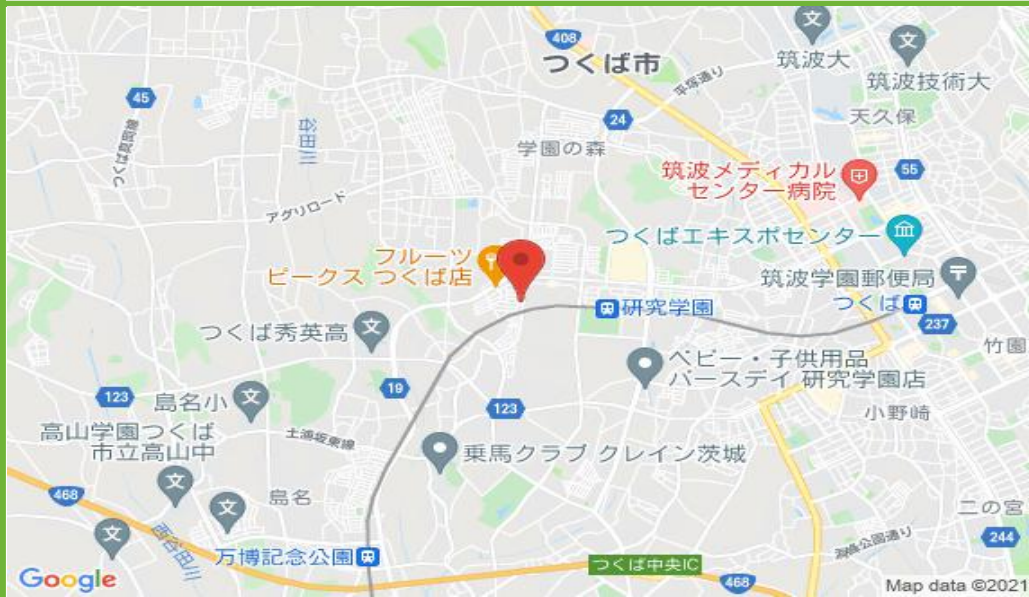 408
つくば市
筑波大
筑波技術大
平塚通り
45
24
天久保
つくば真岡線
谷田川
学園の森
筑波メディカル
センター病院
55
アグリロード
つくばエキスポセンター
フルーツ
ピークス つくば店
筑波学園郵便局
研究学園
つくば
237
つくば秀英高
竹園
ベビー・子供用品
バースデイ 研究学園店
19
123
島名小
123
小野崎
高山学園つくば
市立高山中
土浦坂東線
乗馬クラブ クレイン茨城
468
島名
二の宮
西谷田川
244
万博記念公園
つくば中央IC
468
Google
Map data ©2021